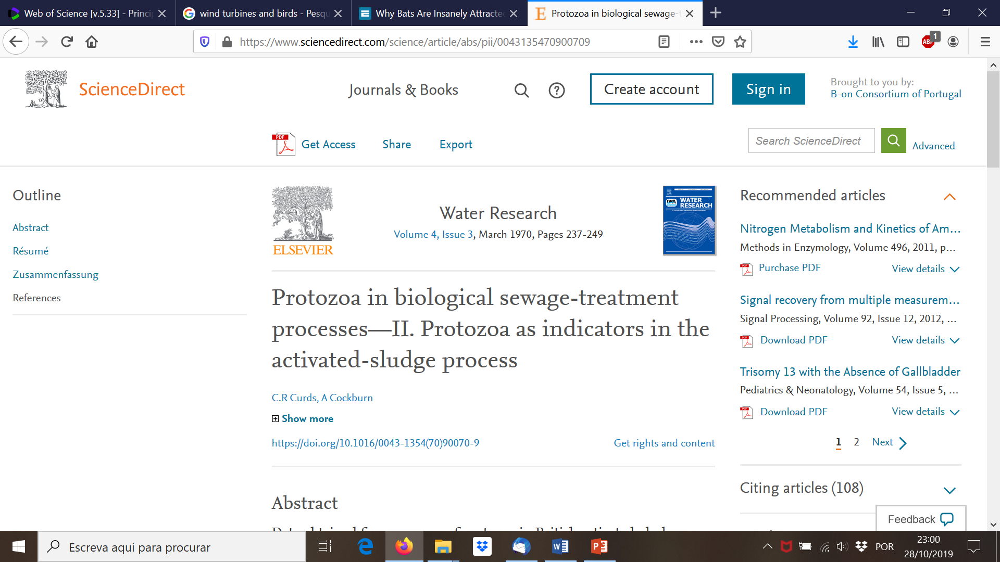 Web of Science [v.5.33] - Princi
wind turbines and birds - Pesqu
Why Bats Are Insanely Attracte
Protozoa in biological sewage-t
https://www.sciencedirect.com/science/article/abs/pii/0043135470900709
ABP
1
ScienceDirect
Journals & Books
Create account
Sign in
Brought to you by:
B-on Consortium of Portugal
PDF
Get Access
Share
Export
Search ScienceDirect
Advanced
Outline
Abstract
Résumé
Zusammenfassung
References
ELSEVIER
Water Research
Volume 4, Issue 3, March 1970, Pages 237-249
IWA
WATER
RESEARCH
Protozoa in biological sewage-treatment
processes—II. Protozoa as indicators in the
activated-sludge process
C.R Curds, A Cockburn
Show more
https://doi.org/10.1016/0043-1354(70)90070-9
Get rights and content
Abstract
Recommended articles
Nitrogen Metabolism and Kinetics of Am...
Methods in Enzymology, Volume 496, 2011, p...
Purchase PDF
View details
Signal recovery from multiple measurem...
Signal Processing, Volume 92, Issue 12, 2012, ...
Download PDF
View details
Trisomy 13 with the Absence of Gallbladder
Pediatrics & Neonatology, Volume 54, Issue 5, ...
Download PDF
View details
1 2 Next
Citing articles (108)
Feedback
Escreva aqui para procurar
POR
23:00
28/10/2019